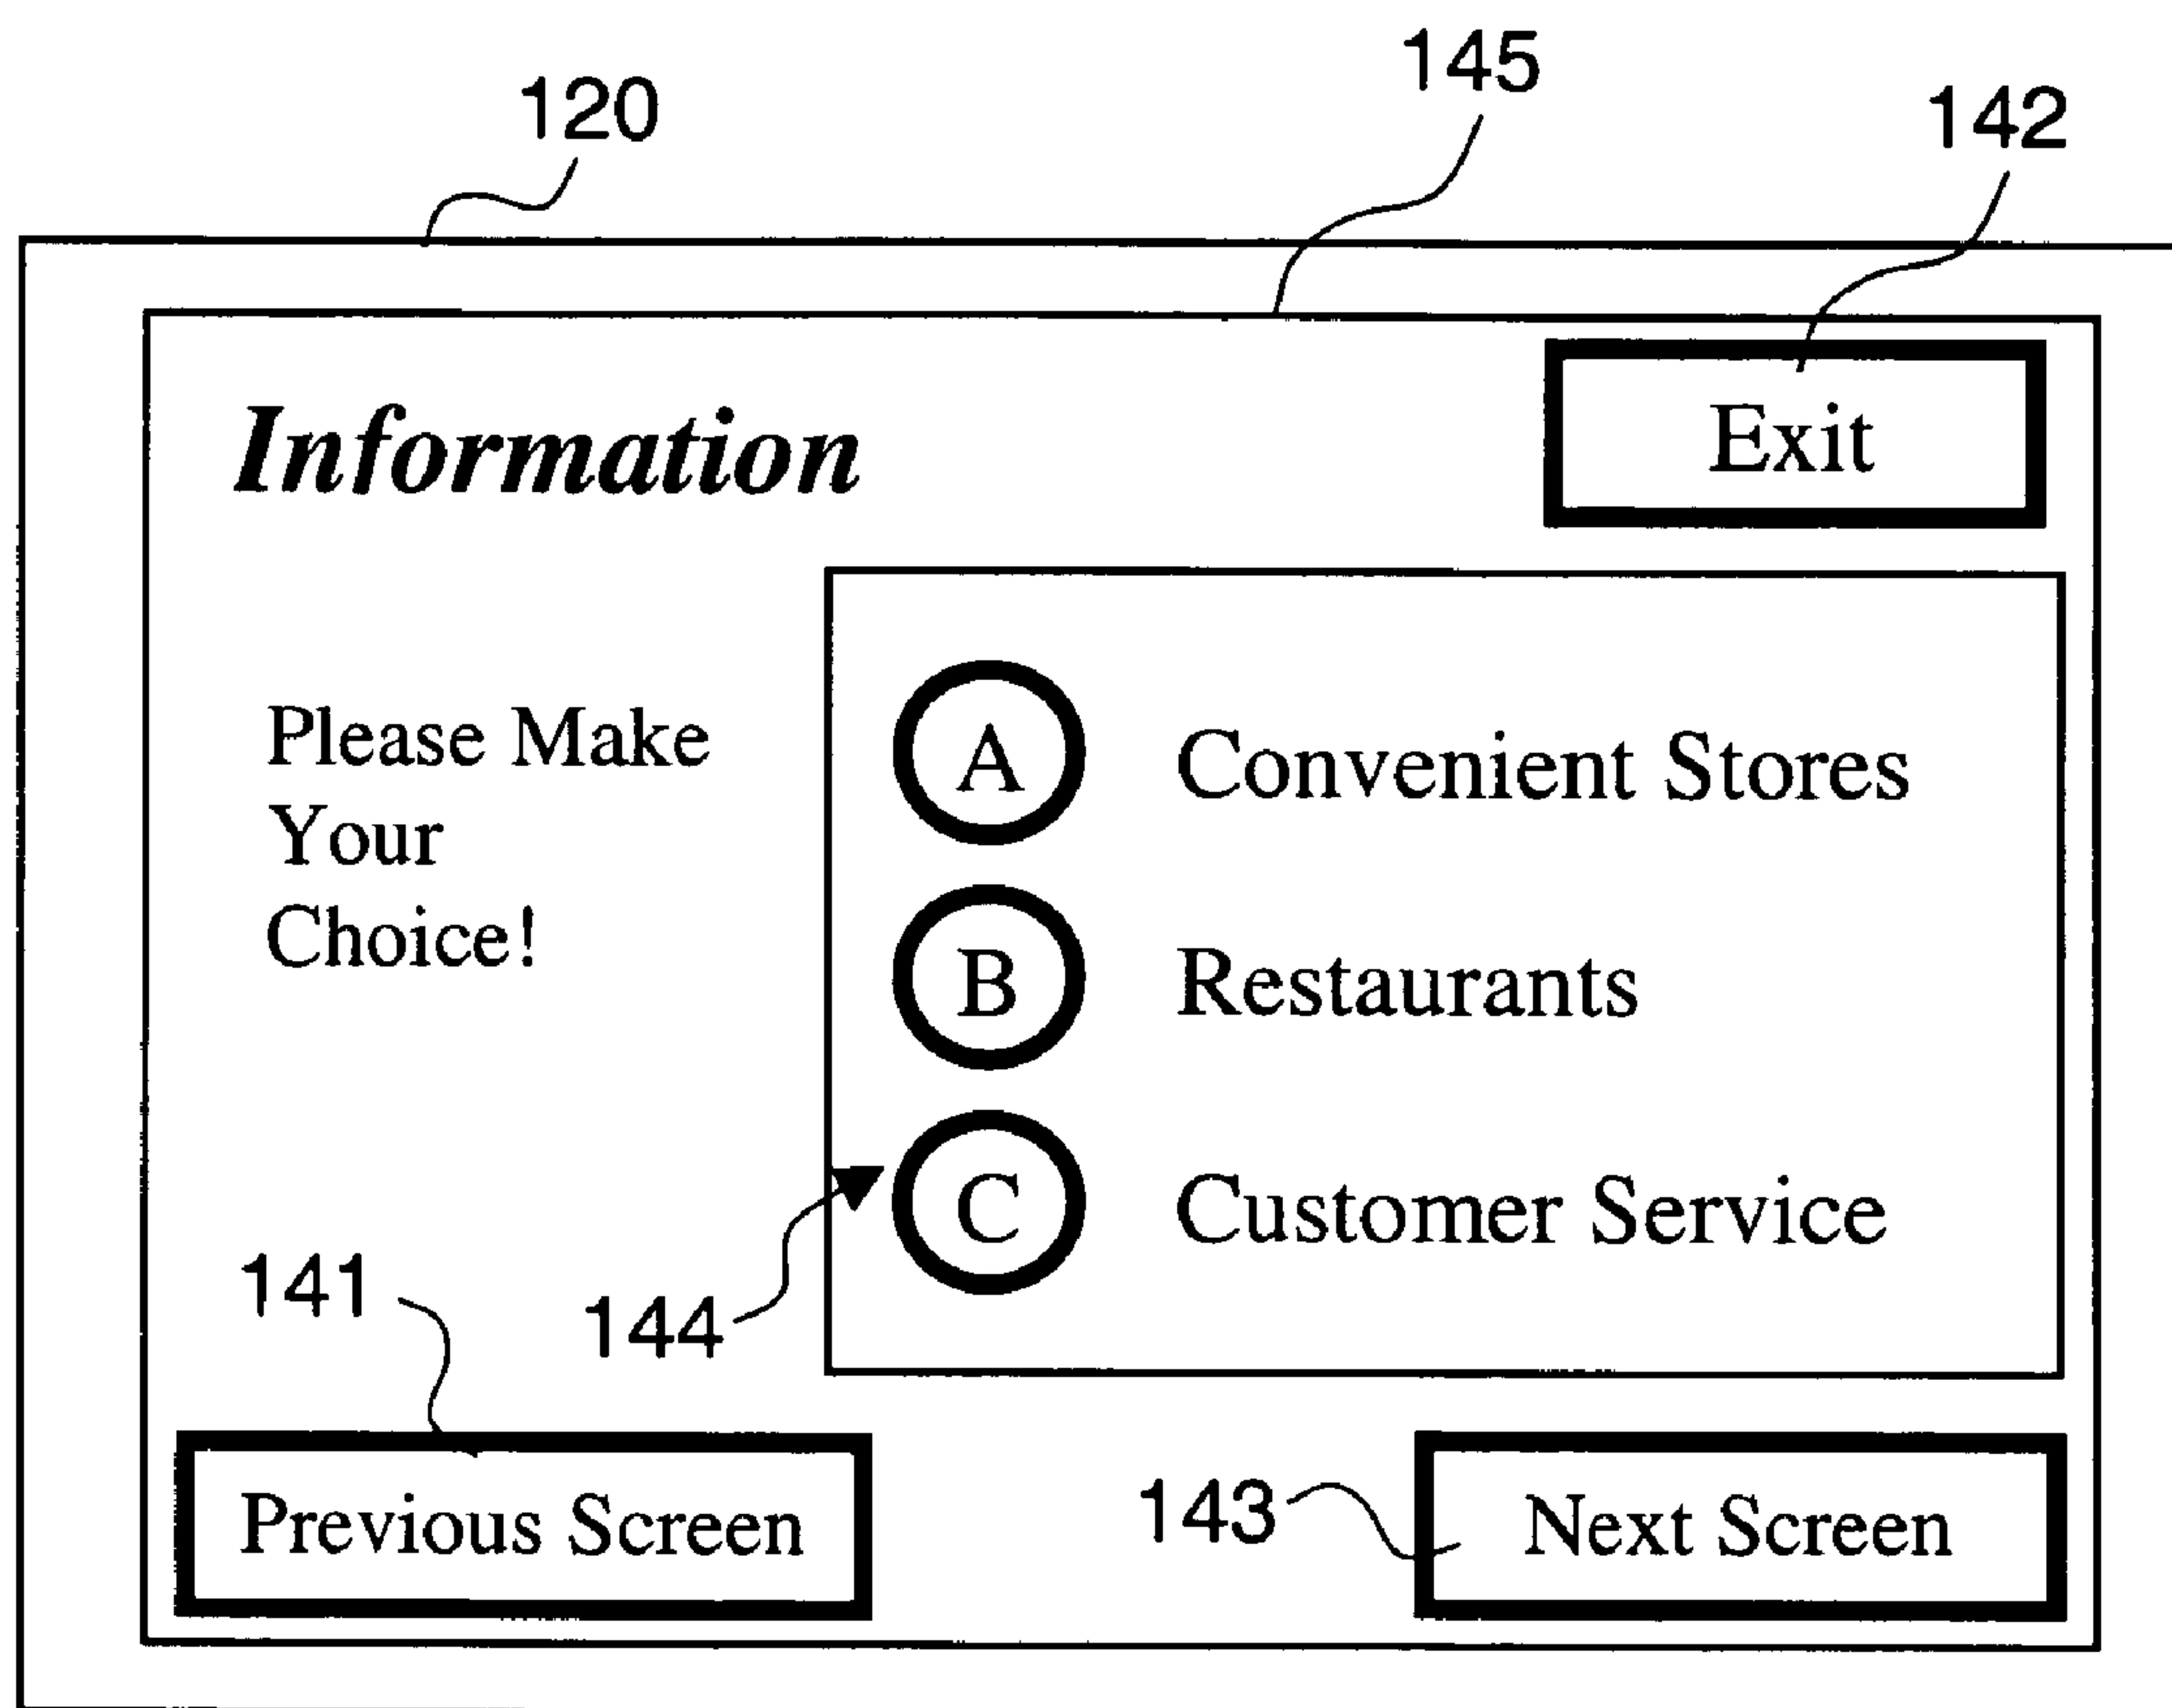 145
120
142
Information
Exit
Please Make
Your
Choice!
A Convenient Stores
B Restaurants
C Customer Service
141
144
Previous Screen
143
Next Screen